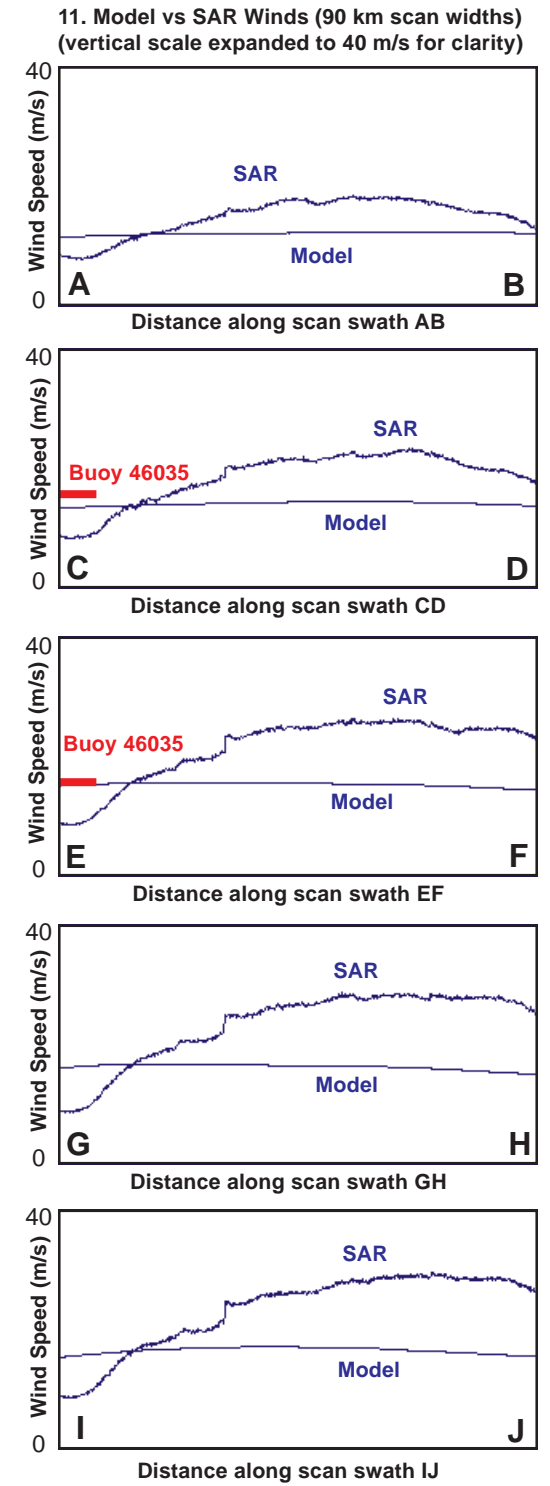 11. Model vs SAR Winds (90 km scan widths)
(vertical scale expanded to 40 m/s for clarity)
40
Wind Speed (m/s)
SAR
Model
0
A
B
Distance along scan swath AB
40
Wind Speed (m/s)
SAR
Buoy 46035
Model
0
C
D
Distance along scan swath CD
40
Wind Speed (m/s)
SAR
Buoy 46035
Model
0
E
F
Distance along scan swath EF
40
Wind Speed (m/s)
SAR
Model
0
G
H
Distance along scan swath GH
40
Wind Speed (m/s)
SAR
Model
0
I
J
Distance along scan swath IJ